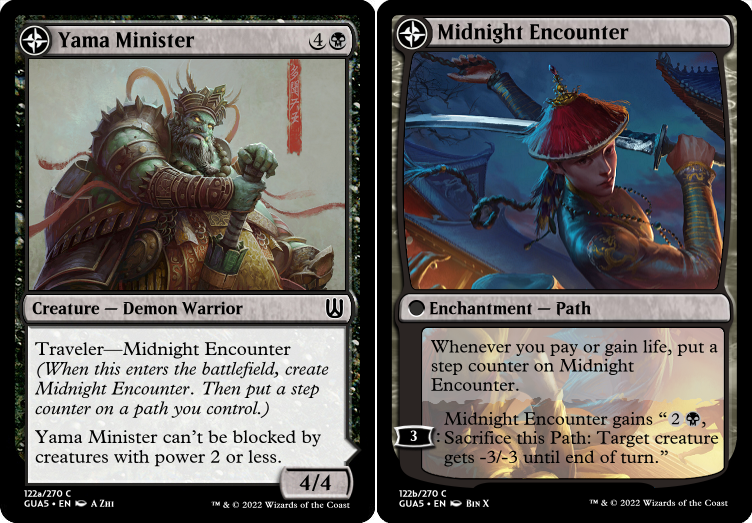 Yama Minister 4
Creature — Demon Warrior
Traveler—Midnight Encounter
(When this enters the battlefield, create
Midnight Encounter. Then put a step
counter on a path you control.)
Yama Minister can't be blocked by
creatures with power 2 or less.
4/4
122a/270 C
GUA5 • EN A Zhi
™ & © 2022 Wizards of the Coast
Midnight Encounter
Enchantment — Path
Whenever you pay or gain life, put a
step counter on Midnight
Encounter.
Midnight Encounter gains “ 2 ,
3 : Sacrifice this Path: Target creature
gets -3/-3 until end of turn.”
122b/270 C
GUA5 • EN Bin X
™ & © 2022 Wizards of the Coast